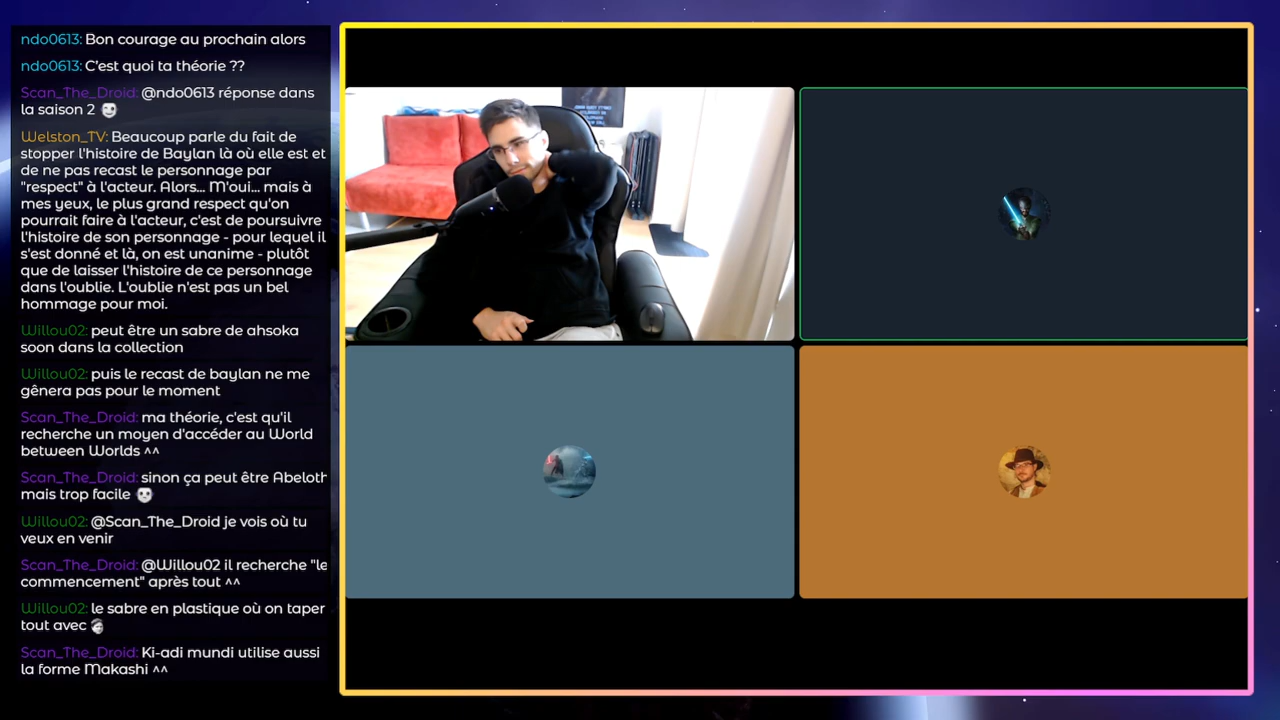 ndo0613: Bon courage au prochain alors
ndo0613: C'est quoi ta théorie ??
Scan_The_Droid: @ndo0613 réponse dans
la saison 2
Welston_TV: Beaucoup parle du fait de
stopper l'histoire de Baylan là où elle est et
de ne pas recast le personnage par
"respect" à l'acteur. Alors... M'oui... mais à
mes yeux, le plus grand respect qu'on
pourrait faire à l'acteur, c'est de poursuivre
l'histoire de son personnage - pour lequel il
s'est donné et là, on est unanime - plutôt
que de laisser l'histoire de ce personnage
dans l'oublie. L'oublie n'est pas un bel
hommage pour moi.
Willou02: peut être un sabre de ahsoka
soon dans la collection
Willou02: puis le recast de baylan ne me
gênera pas pour le moment
Scan_The_Droid: ma théorie, c'est qu'il
recherche un moyen d'accéder au World
between Worlds ^^
Scan_The_Droid: sinon ça peut être Abeloth
mais trop facile
Willou02: @Scan_The_Droid je vois où tu
veux en venir
Scan_The_Droid: @Willou02 il recherche "le
commencement" après tout ^^
Willou02: le sabre en plastique où on taper
tout avec
Scan_The_Droid: Ki-adi mundi utilise aussi
la forme Makashi ^^